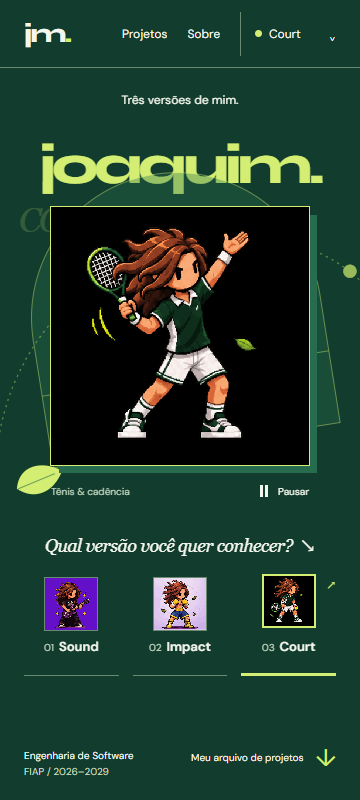 jm.
Projetos
Sobre
Court
Três versões de mim.
joaquim.
Tênis & cadência
Pausar
Qual versão você quer conhecer? ↘
01 Sound
02 Impact
03 Court
Engenharia de Software
FIAP / 2026–2029
Meu arquivo de projetos